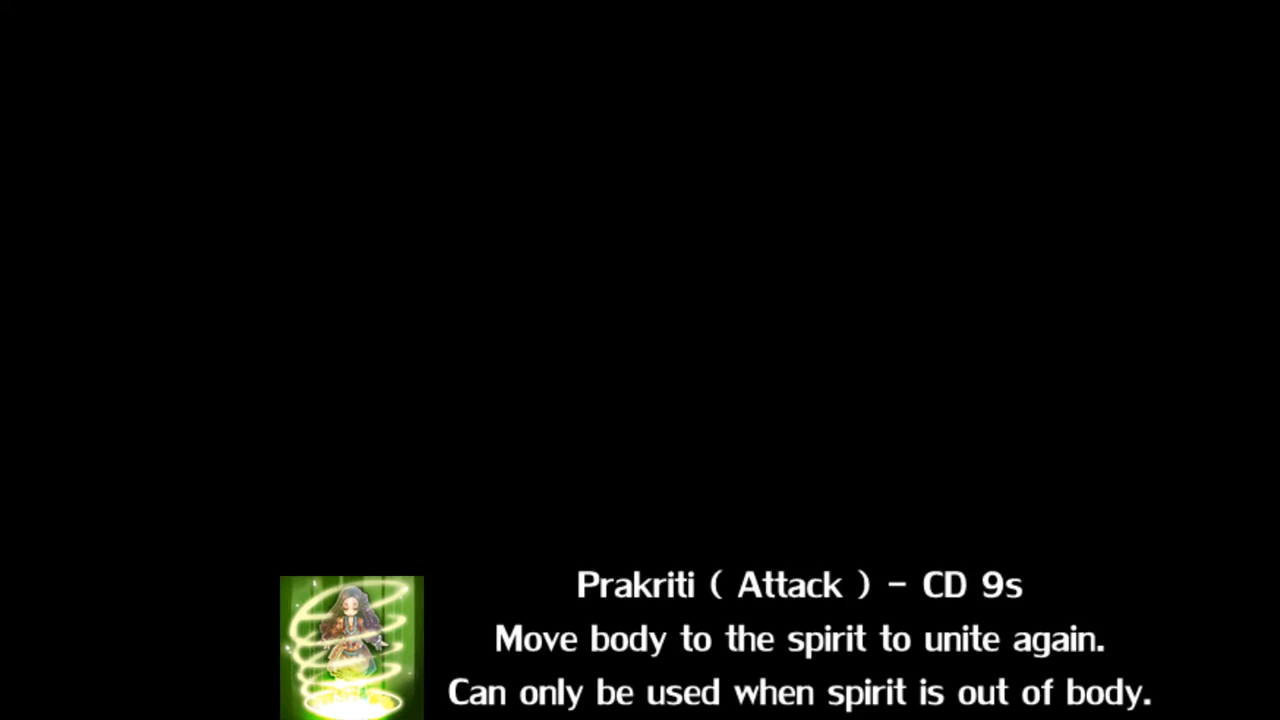 Prakriti ( Attack ) - CD 9s
Move body to the spirit to unite again.
Can only be used when spirit is out of body.